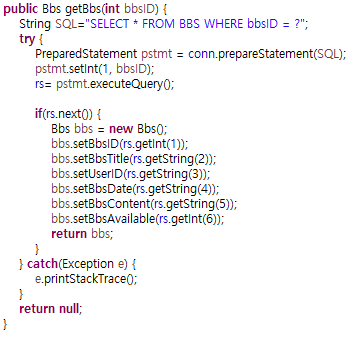 public Bbs getBbs(int bbsID) {
String SQL="SELECT * FROM BBS WHERE bbsID = ?";
try {
PreparedStatement pstmt = conn.prepareStatement(SQL);
pstmt.setInt(1, bbsID);
rs= pstmt.executeQuery();
if(rs.next()) {
Bbs bbs = new Bbs();
bbs.setBbsID(rs.getInt(1));
bbs.setBbsTitle(rs.getString(2));
bbs.setUserID(rs.getString(3));
bbs.setBbsDate(rs.getString(4));
bbs.setBbsContent(rs.getString(5));
bbs.setBbsAvailable(rs.getInt(6));
return bbs;
}
} catch(Exception e) {
e.printStackTrace();
}
return null;
}